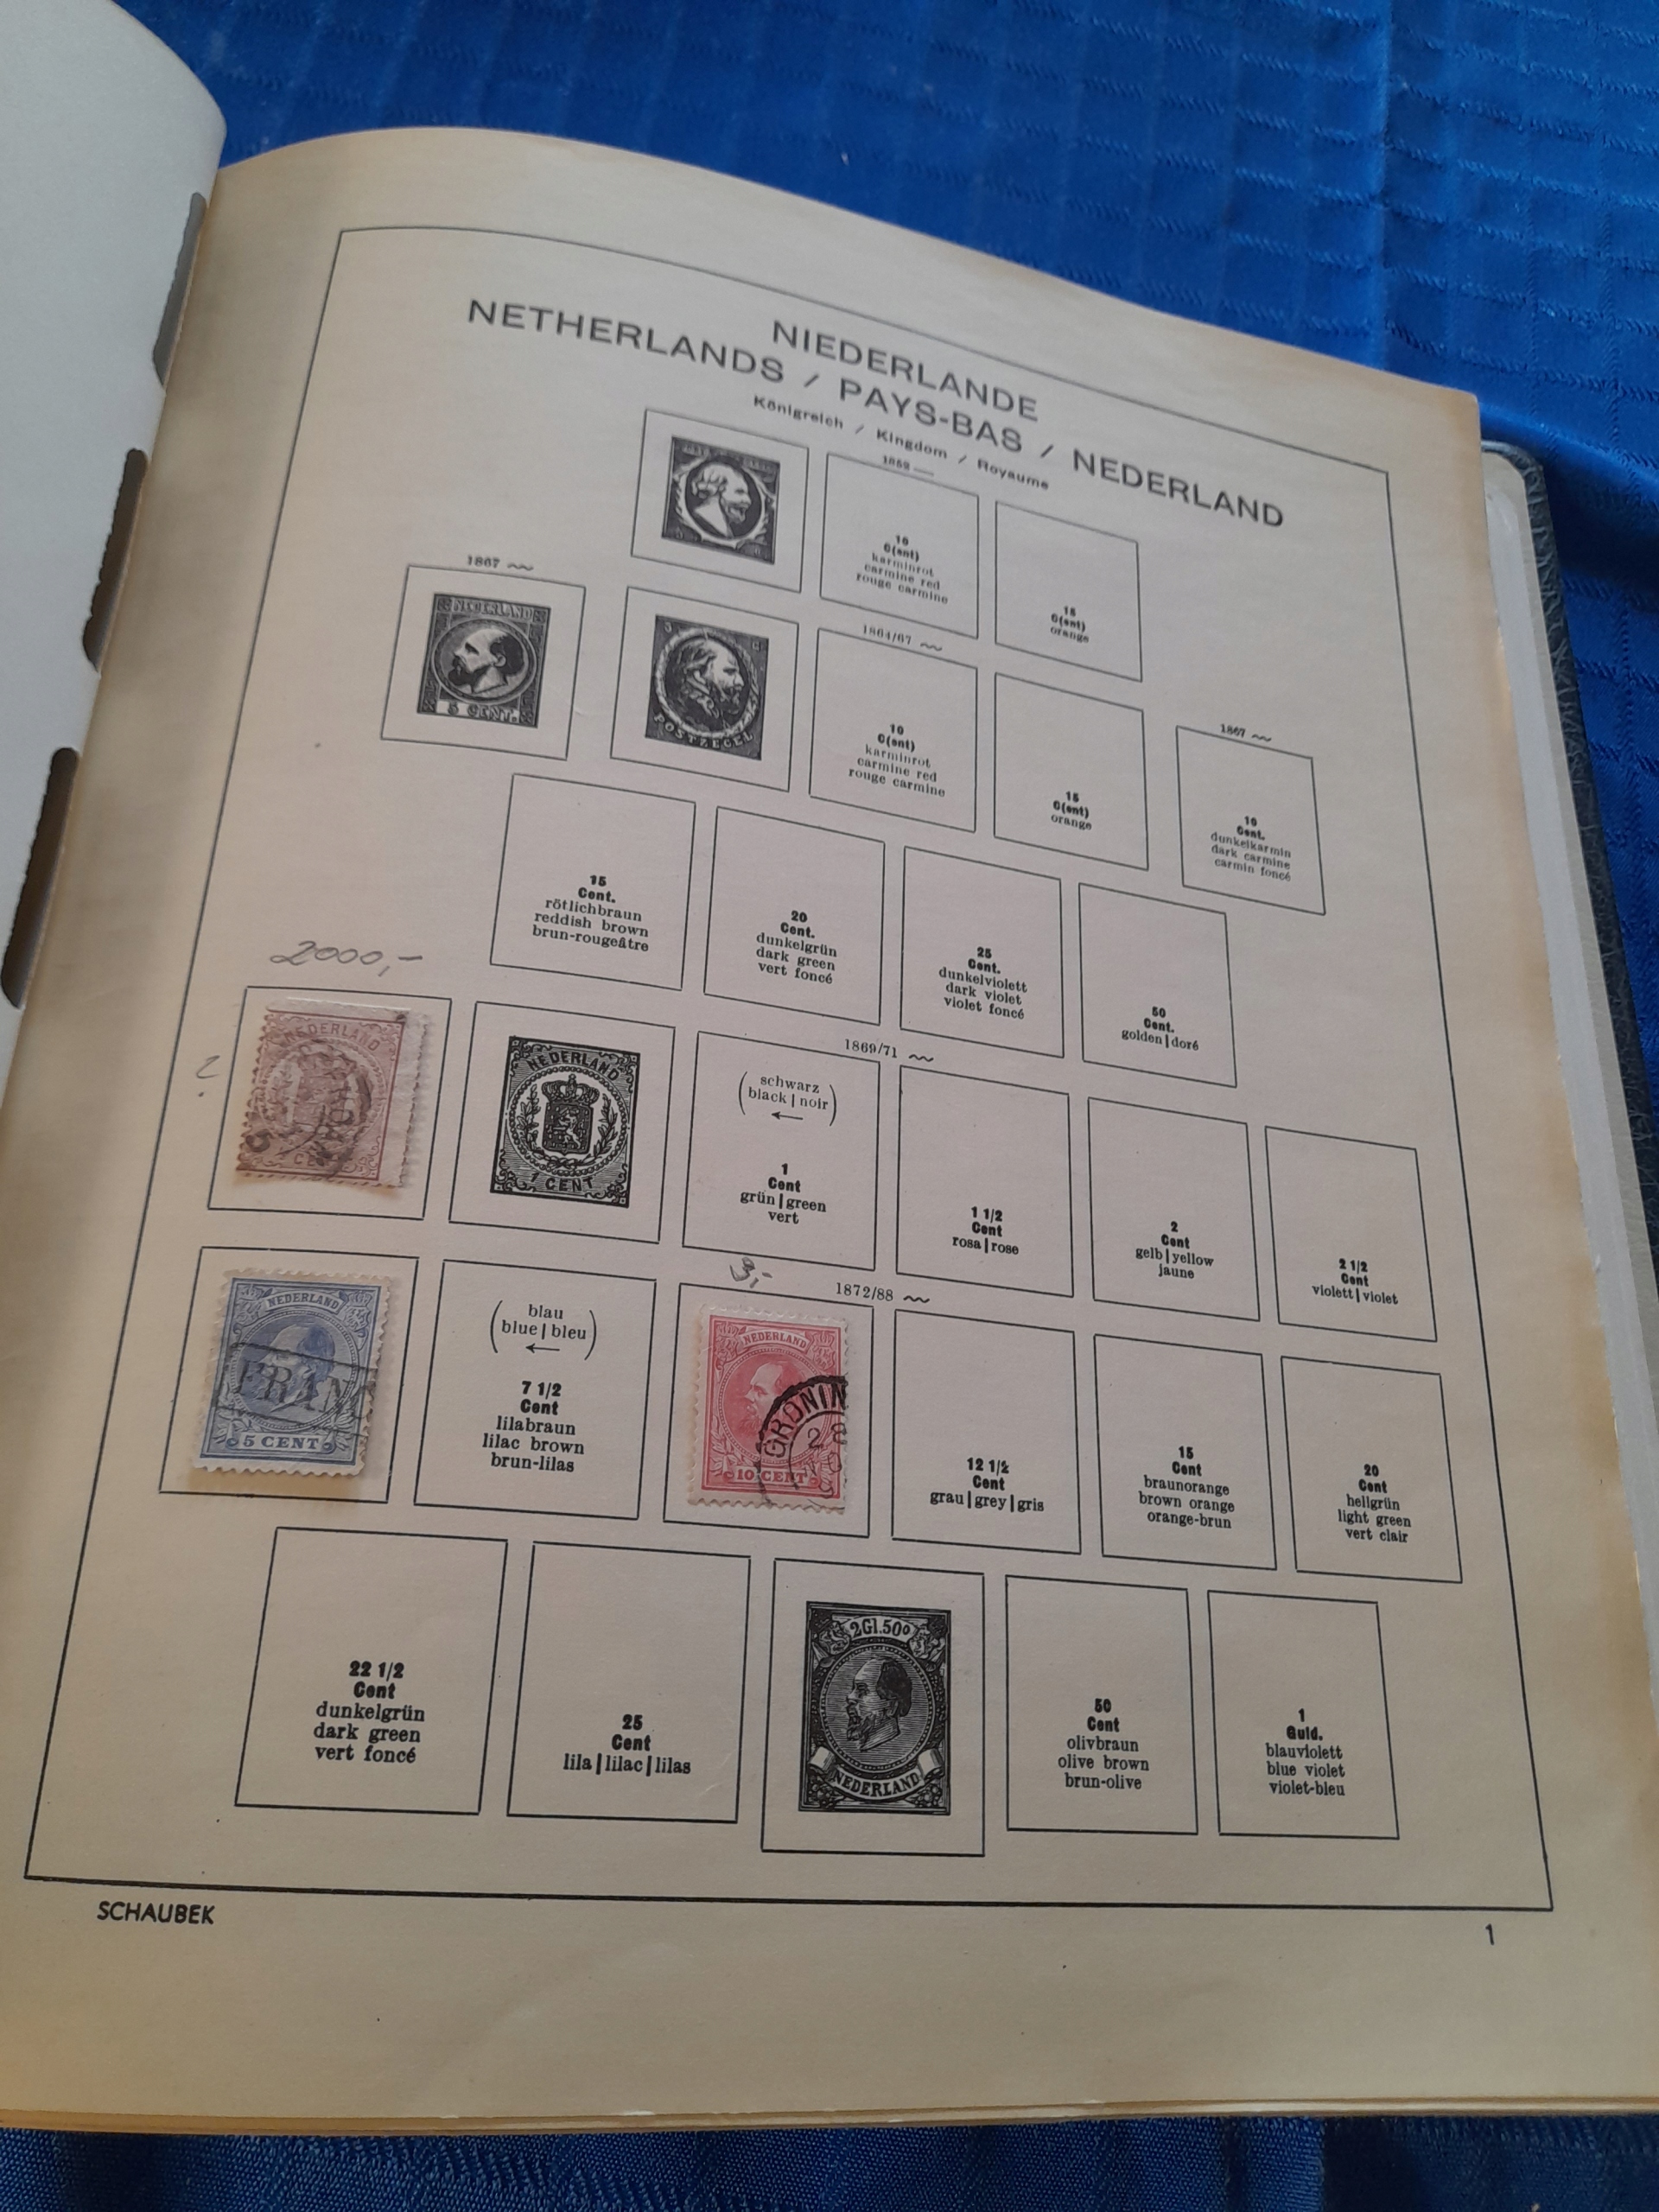 NIEDERLANDE
NETHERLANDS / PAYS-BAS / NEDERLAND
Königreich / Kingdom / Royaume
1852 —
10
C(ent)
karminrot
carmine red
rouge carmine
15
C(ent)
orange
1867
NEDERLAND
5 CENT.
POSTZEGEL
1864/67
10
C(ent)
karminrot
carmine red
rouge carmine
15
C(ent)
orange
1867
10
Cent.
dunkelkarmin
dark carmine
carmin foncé
15
Cent.
rötlichbraun
reddish brown
brun-rougeâtre
20
Cent.
dunkelgrün
dark green
vert foncé
25
Cent.
dunkelviolett
dark violet
violet foncé
50
Cent.
golden | doré
2000,-
?
NEDERLAND
NEDERLAND
1 CENT
1869/71
(schwarz
black | noir)
←
1
Cent
grün | green
vert
1 1/2
Cent
rosa | rose
2
Cent
gelb | yellow
jaune
2 1/2
Cent
violett | violet
NEDERLAND
FRAN
5 CENT
(blau
blue | bleu)
←
7 1/2
Cent
lilabraun
lilac brown
brun-lilas
3,-
1872/88
NEDERLAND
GRONIN
28
10 CENT
12 1/2
Cent
grau | grey | gris
15
Cent
braunorange
brown orange
orange-brun
20
Cent
hellgrün
light green
vert clair
22 1/2
Cent
dunkelgrün
dark green
vert foncé
25
Cent
lila | lilac | lilas
2Gl.50c
NEDERLAND
50
Cent
olivbraun
olive brown
brun-olive
1
Guld.
blauviolett
blue violet
violet-bleu
SCHAUBEK
1